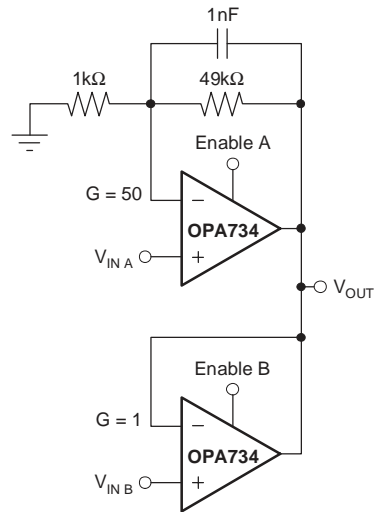 1nF
1kΩ
49kΩ
Enable A
G = 50
OPA734
V_IN A
V_OUT
Enable B
G = 1
OPA734
V_IN B